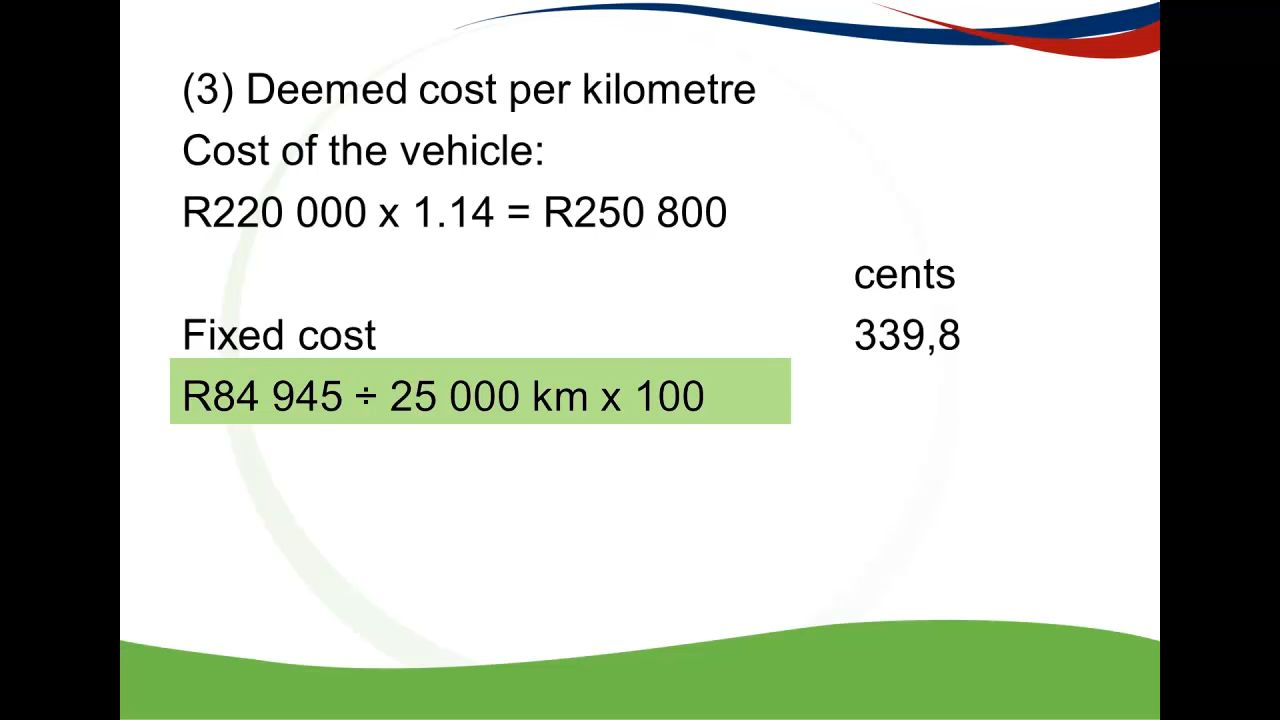 (3) Deemed cost per kilometre
Cost of the vehicle:
R220 000 x 1.14 = R250 800
cents
Fixed cost 339,8
R84 945 ÷ 25 000 km x 100